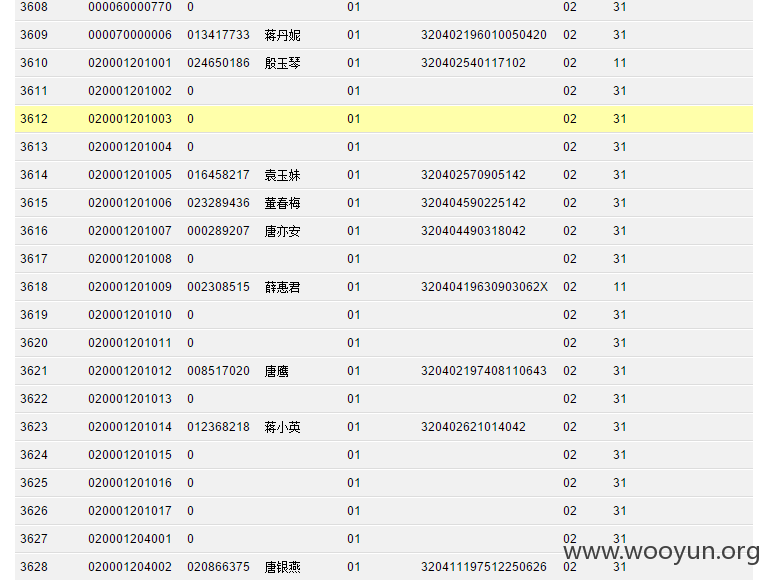 3608 000060000770 0 01 02 31
3609 000070000006 013417733 蒋丹妮 01 320402196010050420 02 31
3610 020001201001 024650186 殷玉琴 01 320402540117102 02 11
3611 020001201002 0 01 02 31
3612 020001201003 0 01 02 31
3613 020001201004 0 01 02 31
3614 020001201005 016458217 袁玉妹 01 320402570905142 02 31
3615 020001201006 023289436 董春梅 01 320404590225142 02 31
3616 020001201007 000289207 唐亦安 01 320404490318042 02 31
3617 020001201008 0 01 02 31
3618 020001201009 002308515 薛惠君 01 32040419630903062X 02 11
3619 020001201010 0 01 02 31
3620 020001201011 0 01 02 31
3621 020001201012 008517020 唐鹰 01 320402197408110643 02 31
3622 020001201013 0 01 02 31
3623 020001201014 012368218 蒋小英 01 320402621014042 02 31
3624 020001201015 0 01 02 31
3625 020001201016 0 01 02 31
3626 020001201017 0 01 02 31
3627 020001204001 0 01 02 31
www.wooyun.org
3628 020001204002 020866375 唐银燕 01 320411197512250626 02 31